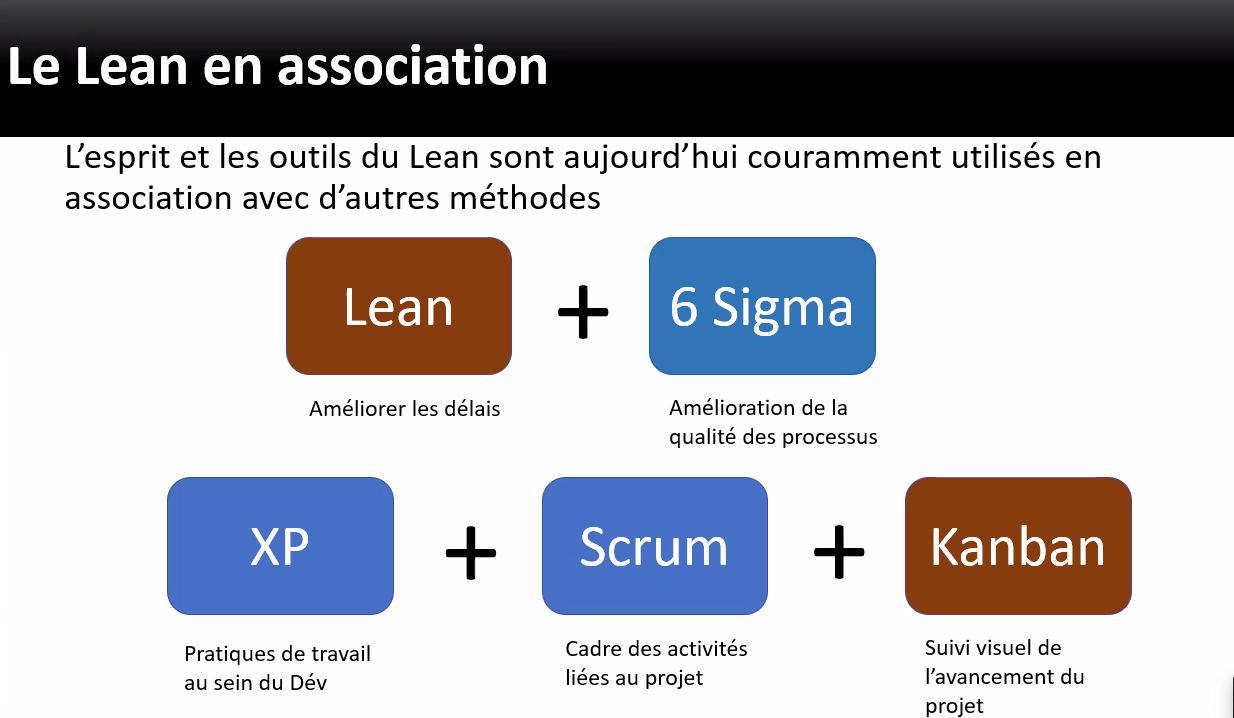 Le Lean en association
L’esprit et les outils du Lean sont aujourd’hui couramment utilisés en
association avec d’autres méthodes
Lean
+
6 Sigma
Améliorer les délais
Amélioration de la
qualité des processus
XP
+
Scrum
+
Kanban
Pratiques de travail
au sein du Dév
Cadre des activités
liées au projet
Suivi visuel de
l’avancement du
projet